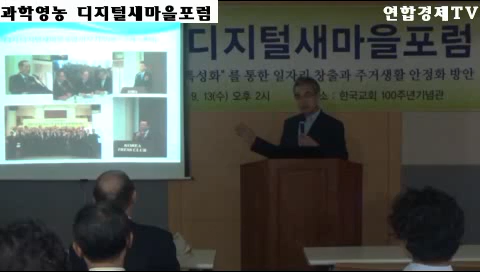 과학영농 디지털새마을포럼
연합경제TV
디지털새마을포럼
특성화" 를 통한 일자리 창출과 주거생활 안정화 방안
9, 13(수) 오후 2시
소 : 한국교회 100주년기념관
KOREA
PRESS CLUB